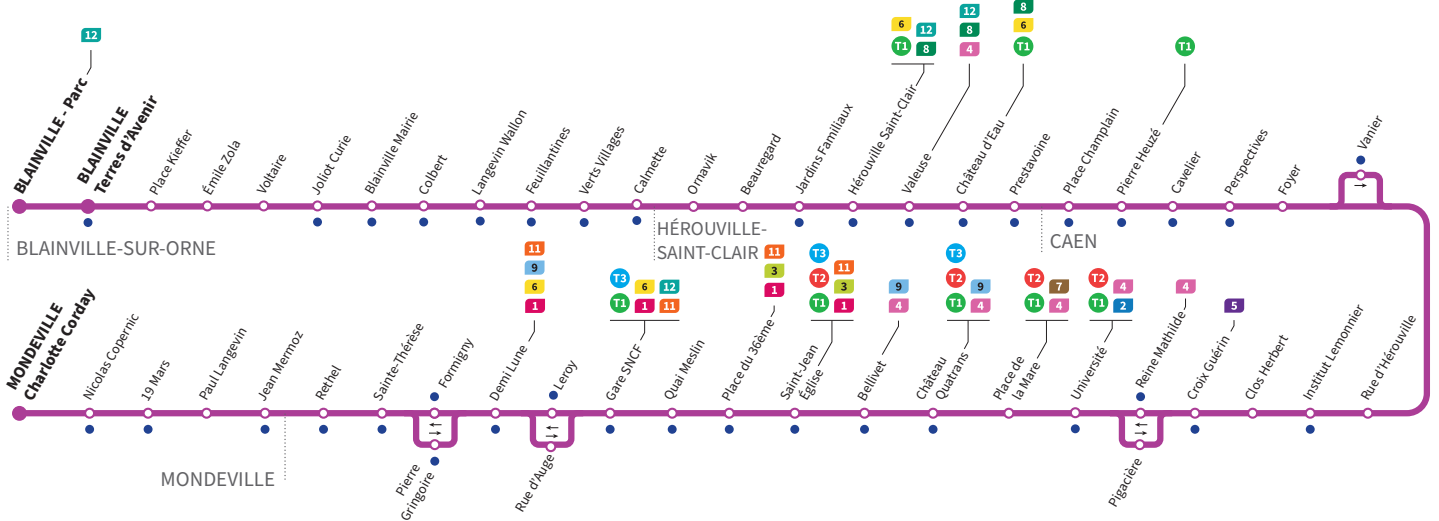 12
BLAINVILLE - Parc
BLAINVILLE
Terres d'Avenir
Place Kieffer
Émile Zola
Voltaire
Joliot Curie
Blainville Mairie
Colbert
Langevin Wallon
Feuillantines
Verts Villages
Calmette
Ornavik
Beauregard
Jardins Familiaux
6
12
T1
8
Hérouville Saint-Clair
12
8
4
Valeuse
8
6
T1
Château d'Eau
Prestavoine
Place Champlain
T1
Pierre Heuzé
Cavelier
Perspectives
Foyer
Vanier
→
BLAINVILLE-SUR-ORNE
HÉROUVILLE-
SAINT-CLAIR
CAEN
MONDEVILLE
Charlotte Corday
Nicolas Copernic
19 Mars
Paul Langevin
Jean Mermoz
Rethel
Sainte-Thérèse
Formigny
←
→
Pierre
Gringoire
11
9
6
1
Demi Lune
Leroy
←
→
Rue d'Auge
T3
6
12
T1
1
11
Gare SNCF
Quai Meslin
11
3
1
Place du 36ème
T3
11
T2
3
T1
1
Saint-Jean
Église
9
4
Bellivet
T3
T2
9
T1
4
Château
Quatrans
T2
7
T1
4
Place de
la Mare
T2
4
T1
2
Université
4
Reine Mathilde
←
→
Pigacière
5
Croix Guérin
Clos Herbert
Institut Lemonnier
Rue d'Hérouville
MONDEVILLE